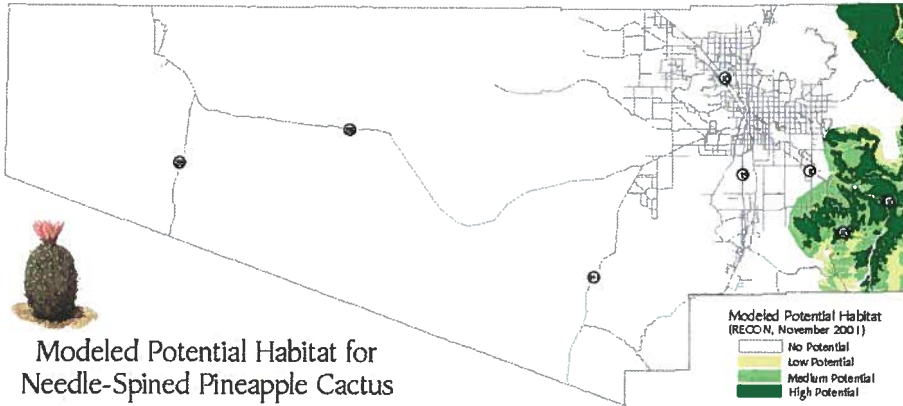 Modeled Potential Habitat for
Needle-Spined Pineapple Cactus
Modeled Potential Habitat
(RECON, November 2001)
No Potential
Low Potential
Medium Potential
High Potential